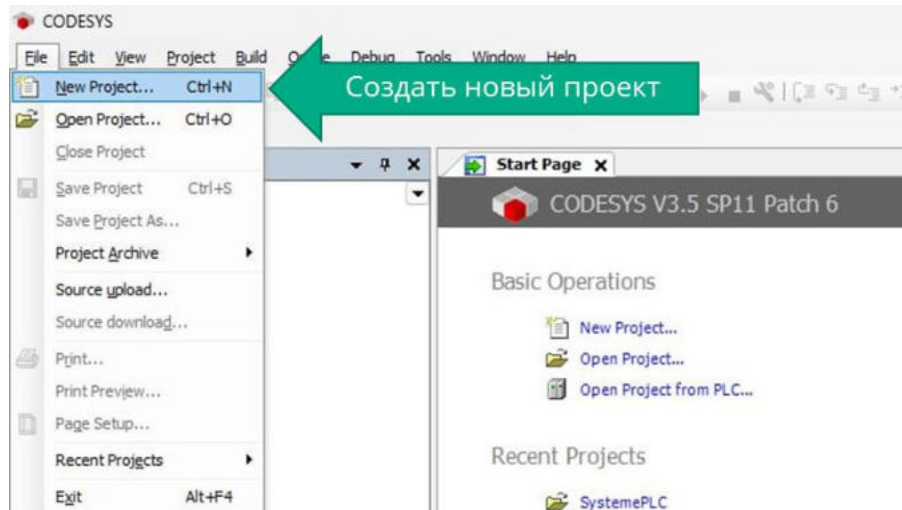 CODESYS
File Edit View Project Build Debug Tools Window Help
New Project... Ctrl+N
Создать новый проект
Open Project... Ctrl+O
Close Project
Save Project Ctrl+S
Save Project As...
Project Archive
Source upload...
Source download...
Print...
Print Preview...
Page Setup...
Recent Projects
Exit Alt+F4
Start Page
CODESYS V3.5 SP11 Patch 6
Basic Operations
New Project...
Open Project...
Open Project from PLC...
Recent Projects
SystemePLC